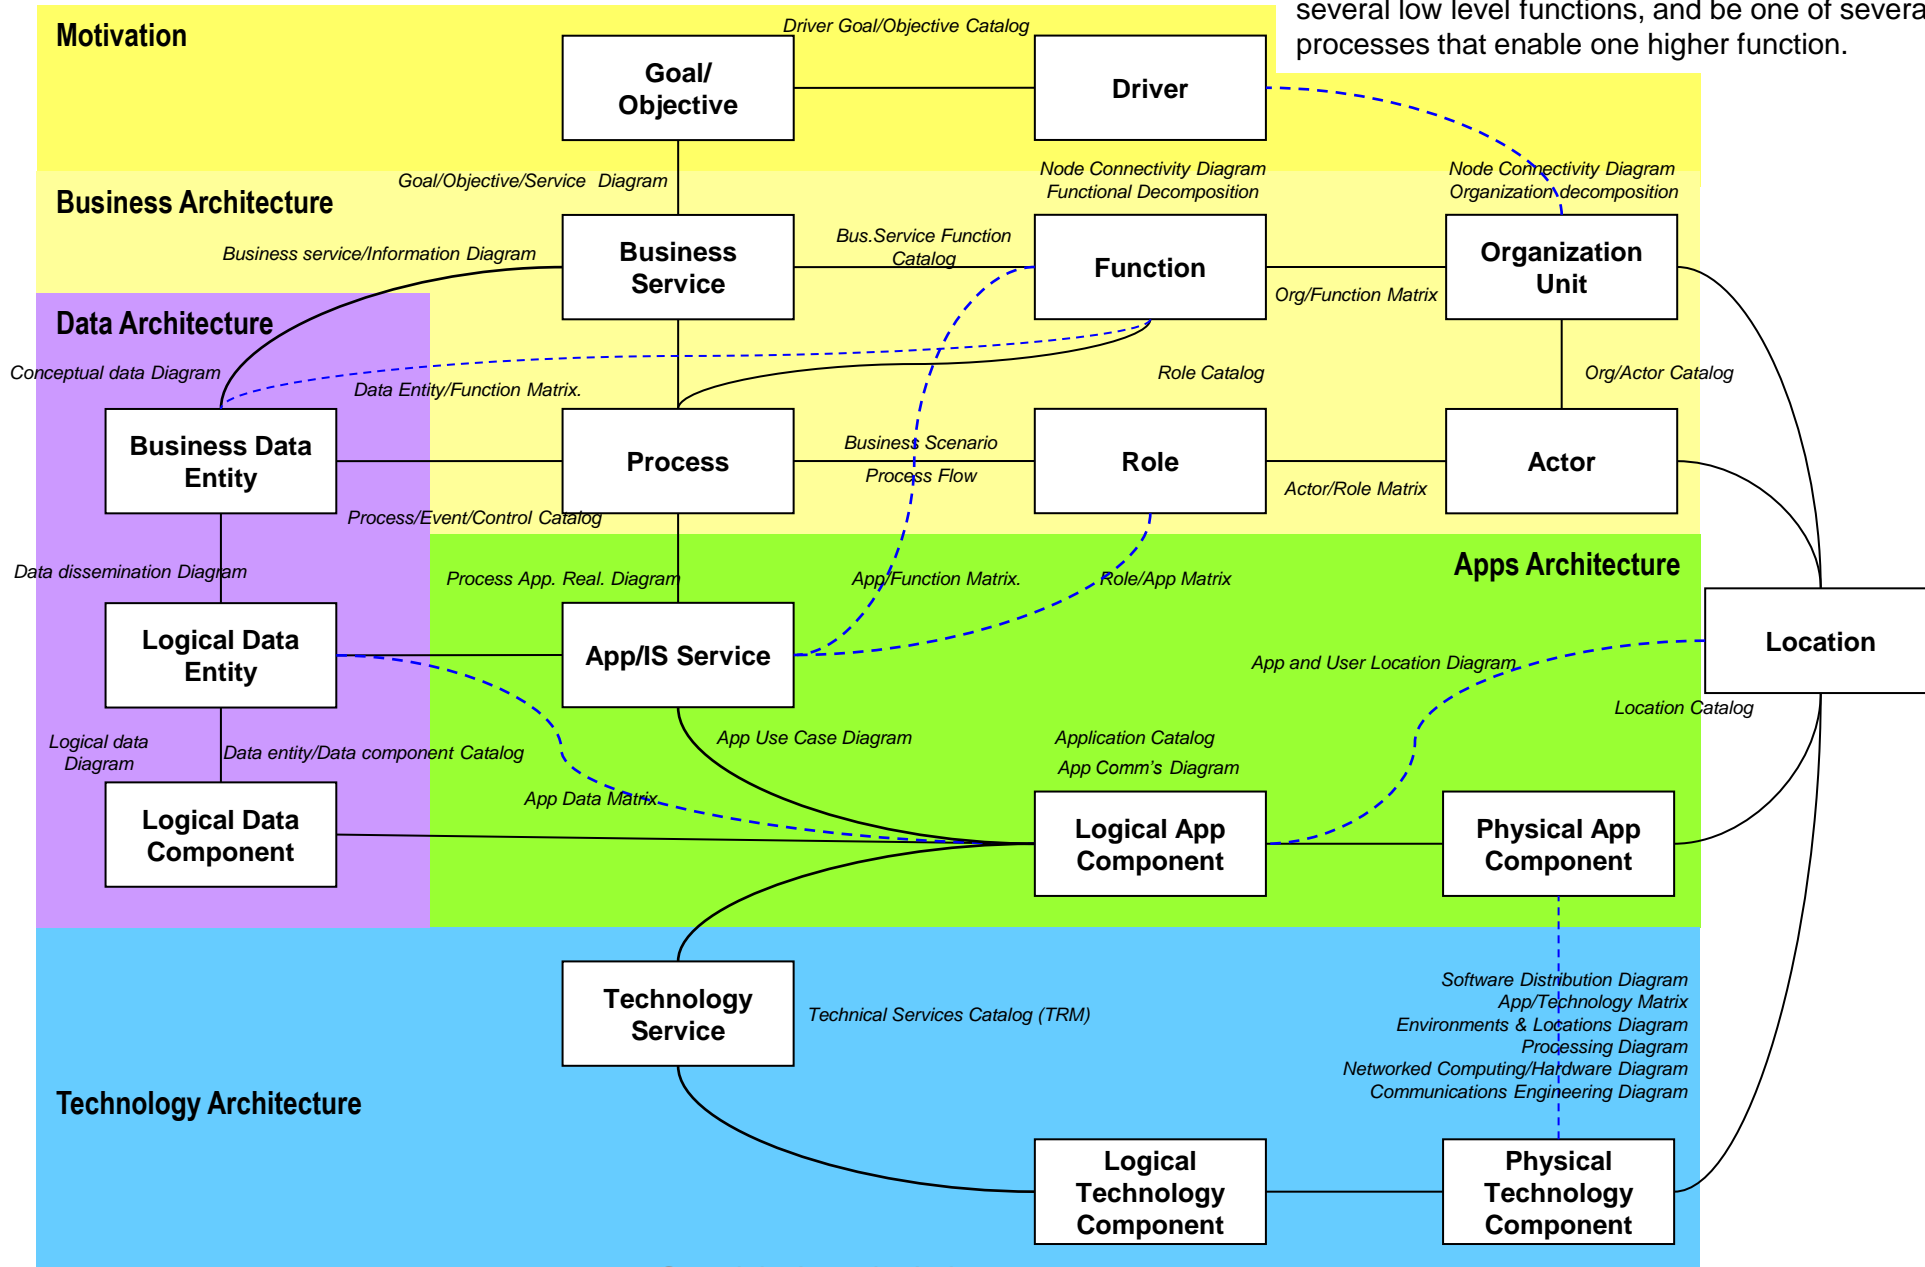 several low level functions, and be one of severa
processes that enable one higher function.
Motivation
Driver Goal/Objective Catalog
Goal/
Objective
Driver
Goal/Objective/Service Diagram
Node Connectivity Diagram
Functional Decomposition
Node Connectivity Diagram
Organization decomposition
Business Architecture
Business service/Information Diagram
Business
Service
Bus.Service Function
Catalog
Function
Org/Function Matrix
Organization
Unit
Data Architecture
Conceptual data Diagram
Data Entity/Function Matrix.
Role Catalog
Org/Actor Catalog
Business Data
Entity
Process
Business Scenario
Process Flow
Role
Actor/Role Matrix
Actor
Process/Event/Control Catalog
Data dissemination Diagram
Process App. Real. Diagram
App/Function Matrix.
Role/App Matrix
Apps Architecture
Logical Data
Entity
App/IS Service
App and User Location Diagram
Location
Location Catalog
Logical data
Diagram
Data entity/Data component Catalog
App Use Case Diagram
Application Catalog
App Comm's Diagram
App Data Matrix
Logical Data
Component
Logical App
Component
Physical App
Component
Technology
Service
Technical Services Catalog (TRM)
Software Distribution Diagram
App/Technology Matrix
Environments & Locations Diagram
Processing Diagram
Networked Computing/Hardware Diagram
Communications Engineering Diagram
Technology Architecture
Logical
Technology
Component
Physical
Technology
Component